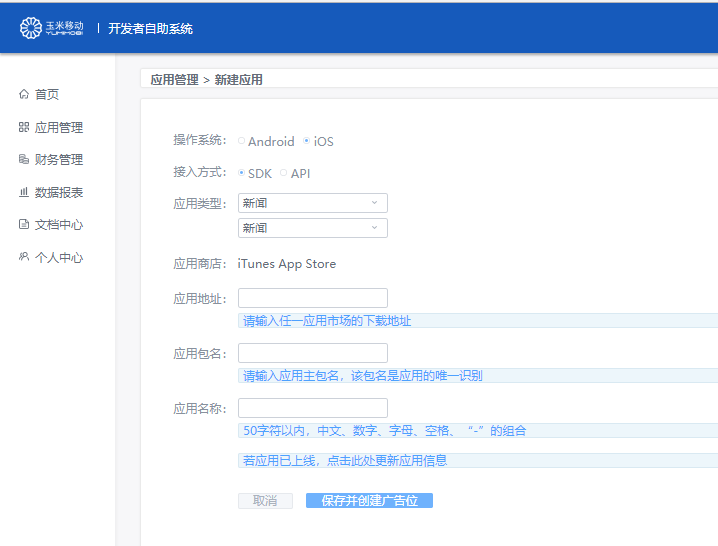 玉米移动
YUMIMOBI
开发者自助系统
首页
应用管理
财务管理
数据报表
文档中心
个人中心
应用管理 > 新建应用
操作系统： Android iOS
接入方式： SDK API
应用类型： 新闻
新闻
应用商店： iTunes App Store
应用地址：
请输入任一应用市场的下载地址
应用包名：
请输入应用主包名，该包名是应用的唯一识别
应用名称：
50字符以内，中文、数字、字母、空格、“-”的组合
若应用已上线，点击此处更新应用信息
取消 保存并创建广告位